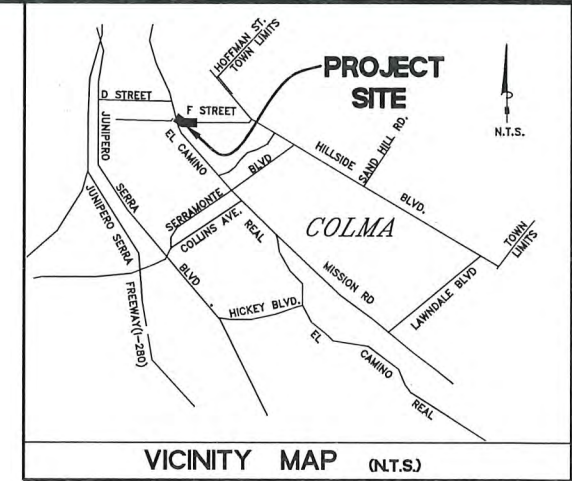 HOFFMAN ST.
TOWN LIMITS
PROJECT
SITE
N.T.S.
D STREET
F STREET
JUNIPERO
SERRA
BLVD
EL CAMINO
REAL
HILLSIDE
BLVD.
SAND HILL RD.
SERRAMONTE
BLVD
COLLINS AVE.
COLMA
TOWN
LIMITS
JUNIPERO SERRA
FREEWAY(I-280)
MISSION RD
LAWNDALE BLVD
HICKEY BLVD.
EL
CAMINO
REAL
VICINITY MAP (N.T.S.)